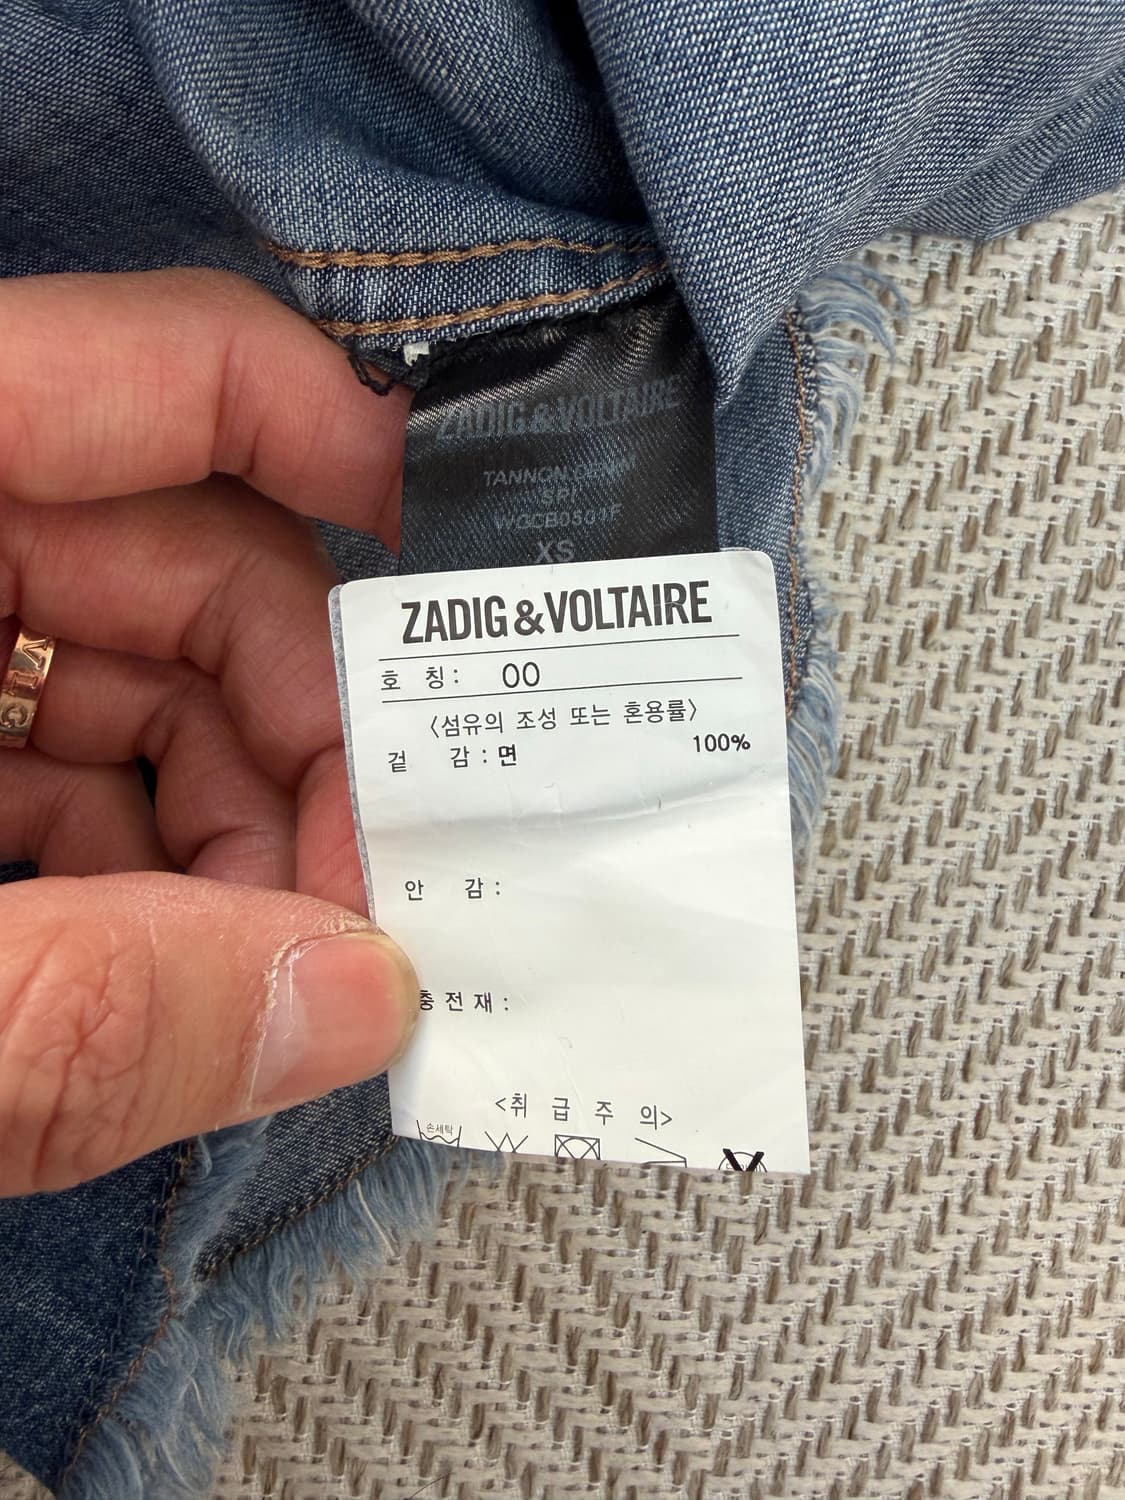 ZADIG&VOLTAIRE
TANNON DENIM
SPI
XS
ZADIG&VOLTAIRE
호 칭: 00
〈섬유의 조성 또는 혼용률〉
겉 감 : 면 100%
안 감 :
충 전 재 :
<취 급 주 의>
손세탁